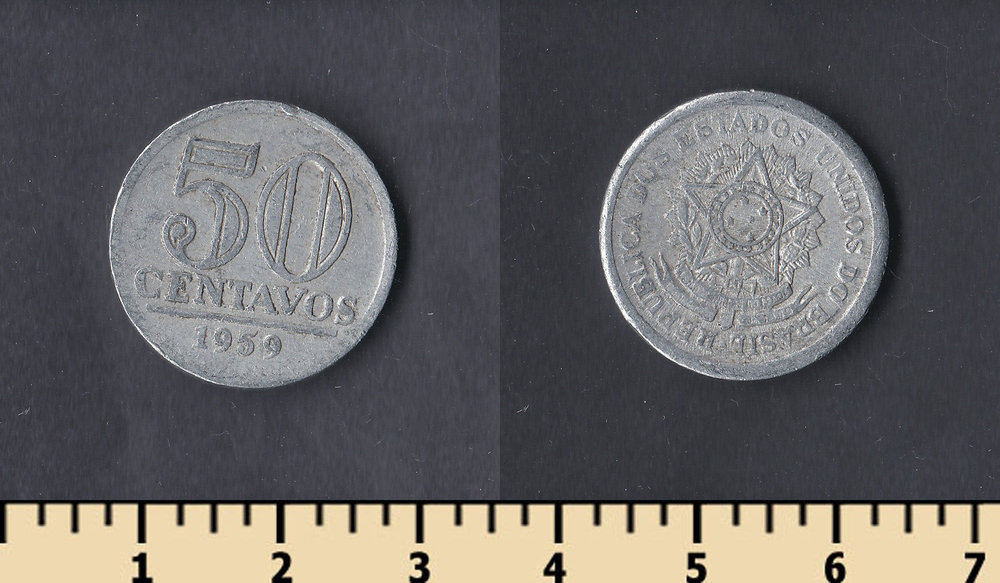 50
CENTAVOS
1959
REPUBLICA DOS ESTADOS UNIDOS DO BRASIL
1 2 3 4 5 6 7